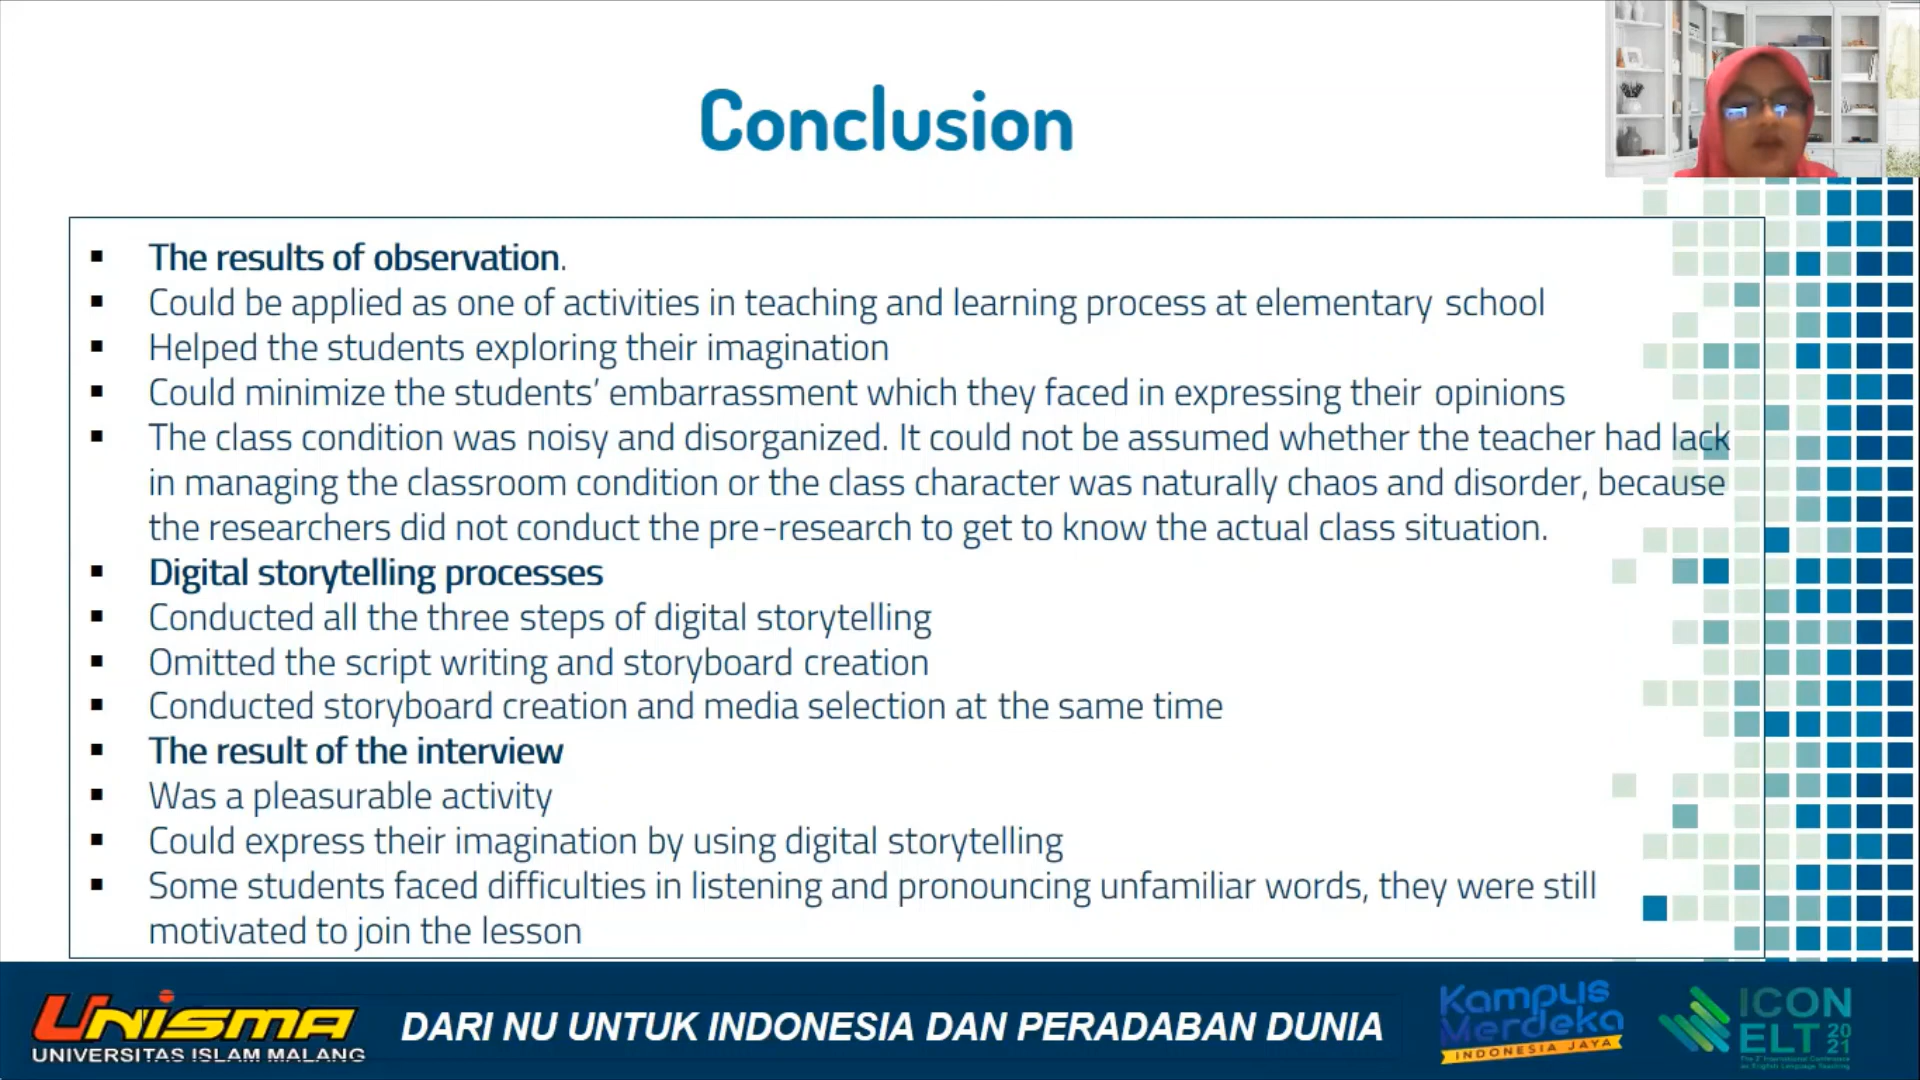 Conclusion
▪ The results of observation.
▪ Could be applied as one of activities in teaching and learning process at elementary school
▪ Helped the students exploring their imagination
▪ Could minimize the students’ embarrassment which they faced in expressing their opinions
▪ The class condition was noisy and disorganized. It could not be assumed whether the teacher had lack
in managing the classroom condition or the class character was naturally chaos and disorder, because
the researchers did not conduct the pre-research to get to know the actual class situation.
▪ Digital storytelling processes
▪ Conducted all the three steps of digital storytelling
▪ Omitted the script writing and storyboard creation
▪ Conducted storyboard creation and media selection at the same time
▪ The result of the interview
▪ Was a pleasurable activity
▪ Could express their imagination by using digital storytelling
▪ Some students faced difficulties in listening and pronouncing unfamiliar words, they were still
motivated to join the lesson
UNISMA
UNIVERSITAS ISLAM MALANG
DARI NU UNTUK INDONESIA DAN PERADABAN DUNIA
Kampus
Merdeka
INDONESIA JAYA
ICON
ELT 20
21
The 3rd International Conference
on English Language Teaching